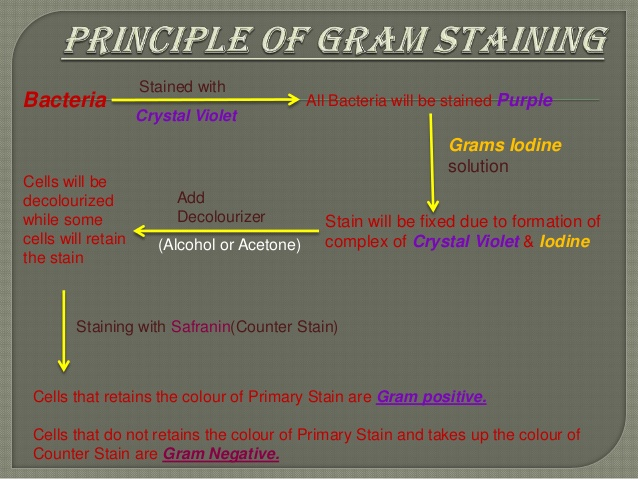 PRINCIPLE OF GRAM STAINING
Bacteria
Stained with
Crystal Violet
All Bacteria will be stained Purple
Grams Iodine
solution
Stain will be fixed due to formation of
complex of Crystal Violet & Iodine
Add
Decolourizer
(Alcohol or Acetone)
Cells will be
decolourized
while some
cells will retain
the stain
Staining with Safranin(Counter Stain)
Cells that retains the colour of Primary Stain are Gram positive.
Cells that do not retains the colour of Primary Stain and takes up the colour of
Counter Stain are Gram Negative.